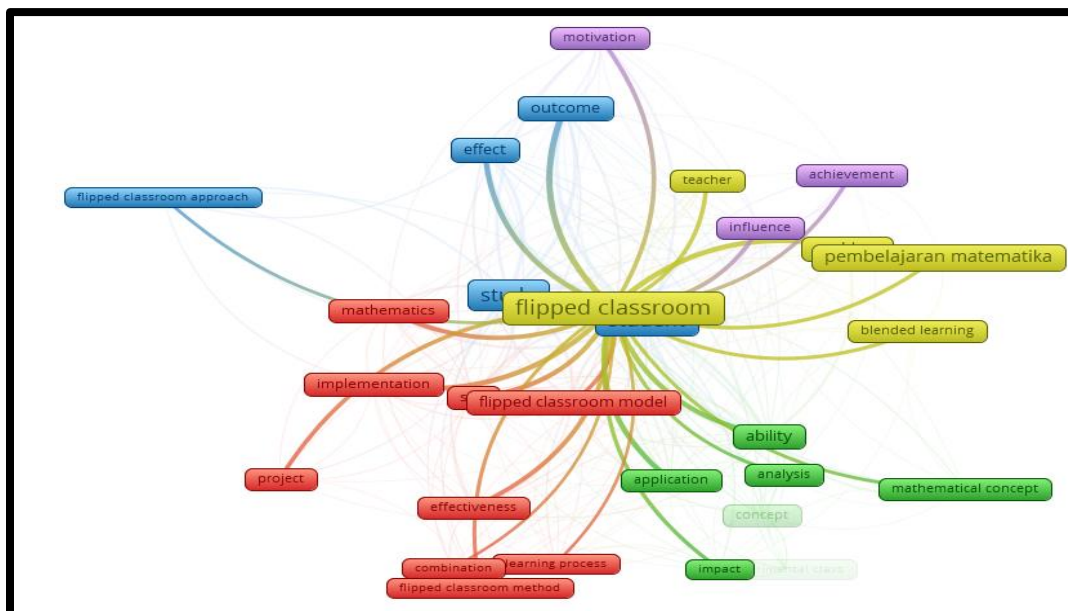 motivation
outcome
effect
teacher
achievement
flipped classroom approach
influence
pembelajaran matematika
flipped classroom
mathematics
blended learning
implementation
flipped classroom model
ability
analysis
project
application
mathematical concept
effectiveness
concept
learning process
combination
impact
flipped classroom method